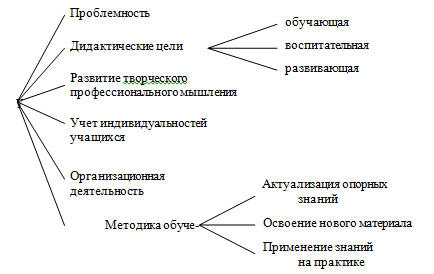 Проблемность
Дидактические цели
обучающая
воспитательная
развивающая
Развитие творческого
профессионального мышления
Учет индивидуальностей
учащихся
Организационная
деятельность
Методика обуче-
Актуализация опорных
знаний
Освоение нового материала
Применение знаний
на практике